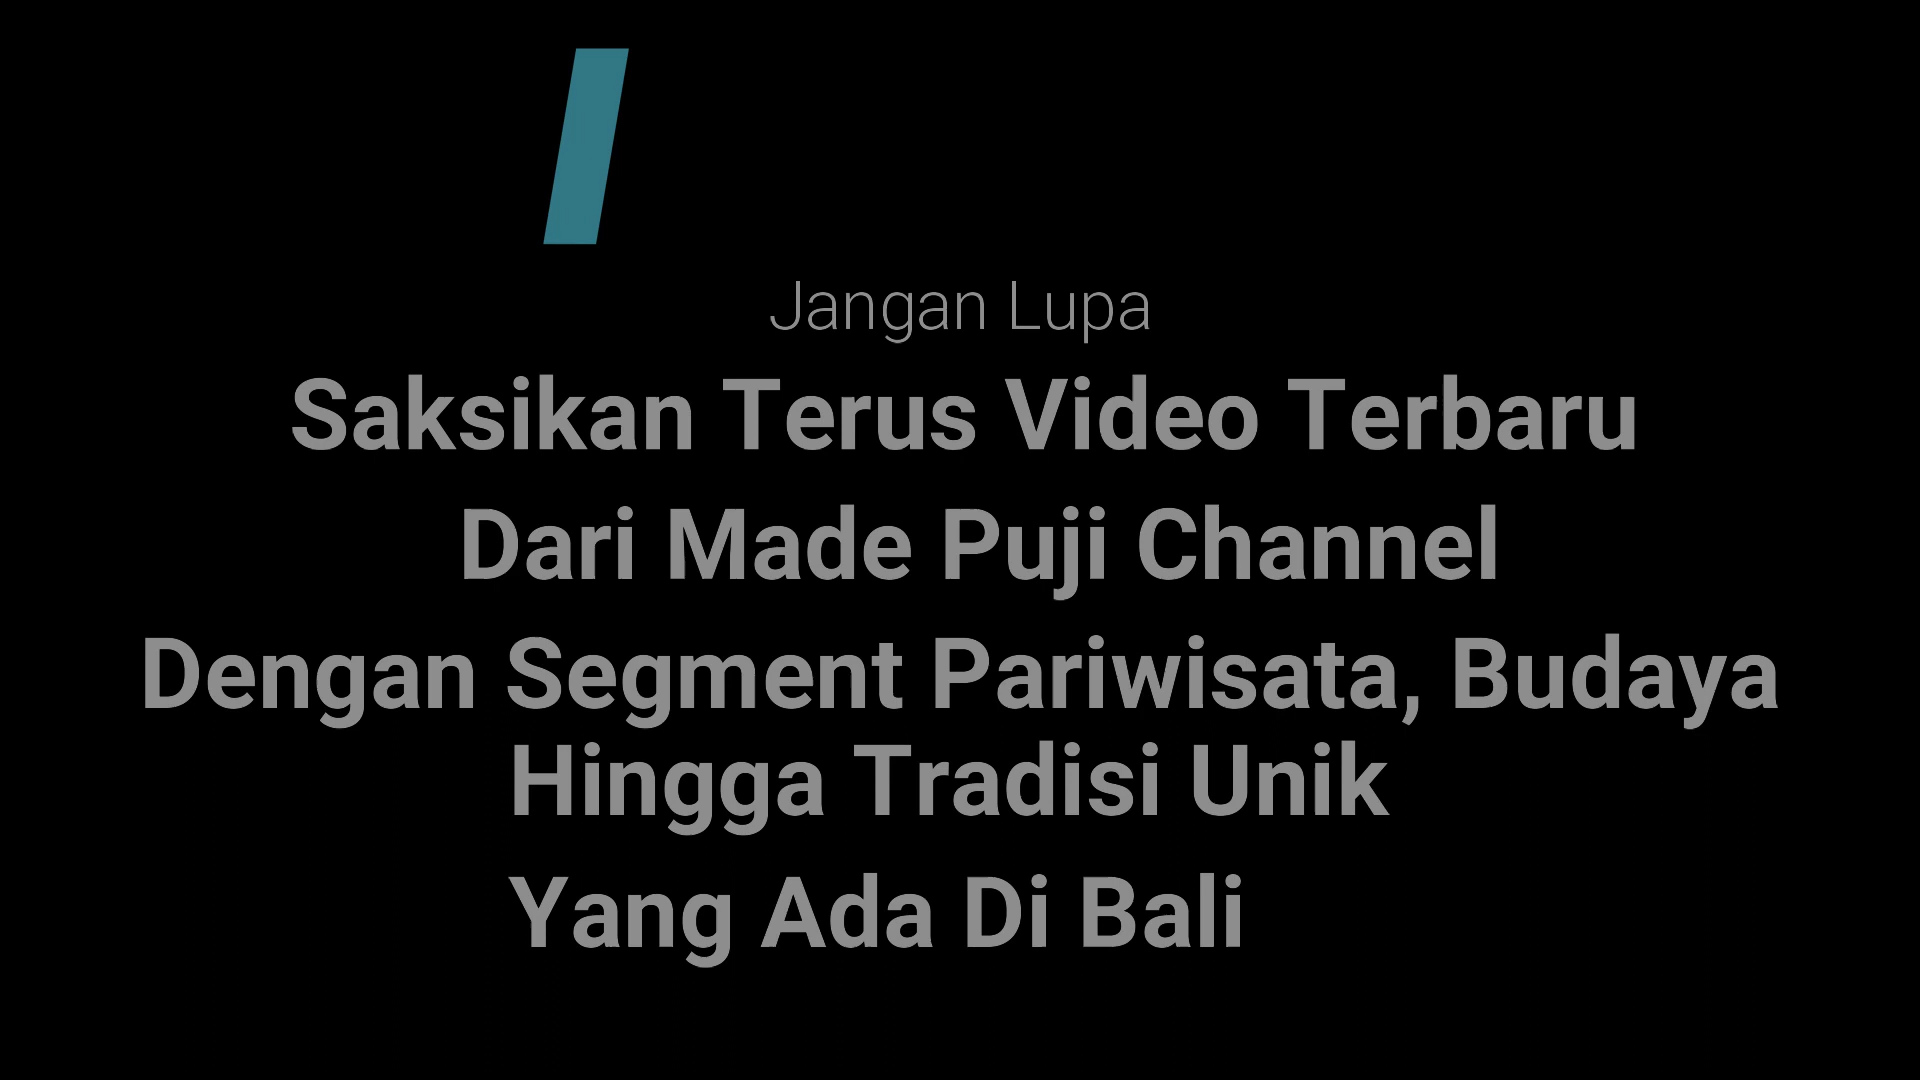 Jangan Lupa
Saksikan Terus Video Terbaru
Dari Made Puji Channel
Dengan Segment Pariwisata, Budaya
Hingga Tradisi Unik
Yang Ada Di Bali